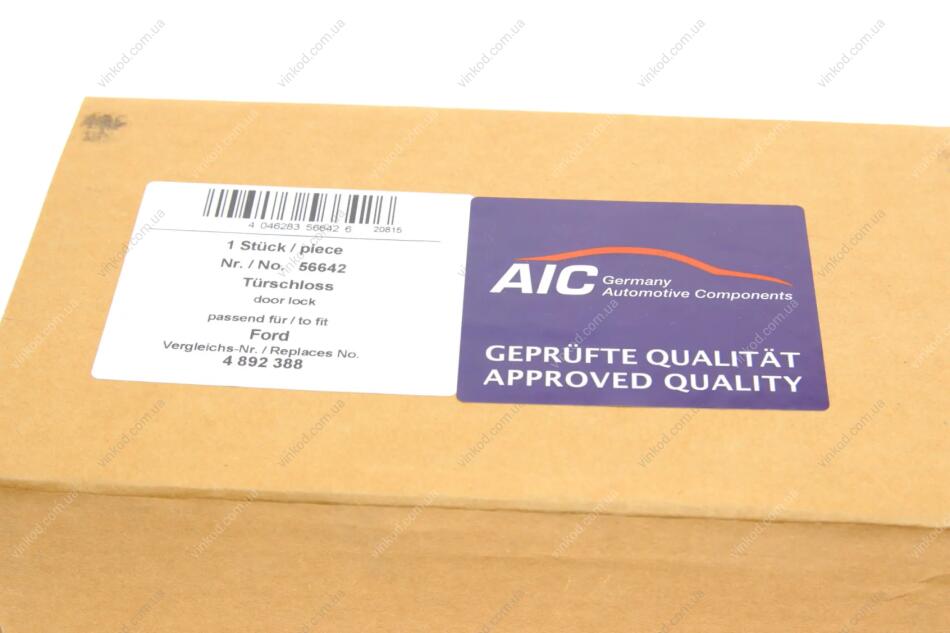 4 046283 56642 6 20815
1 Stück / piece
Nr. / No. 56642
Türschloss
door lock
passend für / to fit
Ford
Vergleichs-Nr. / Replaces No.
4 892 388
AIC Germany
Automotive Components
GEPRÜFTE QUALITÄT
APPROVED QUALITY
vinkod.com.ua